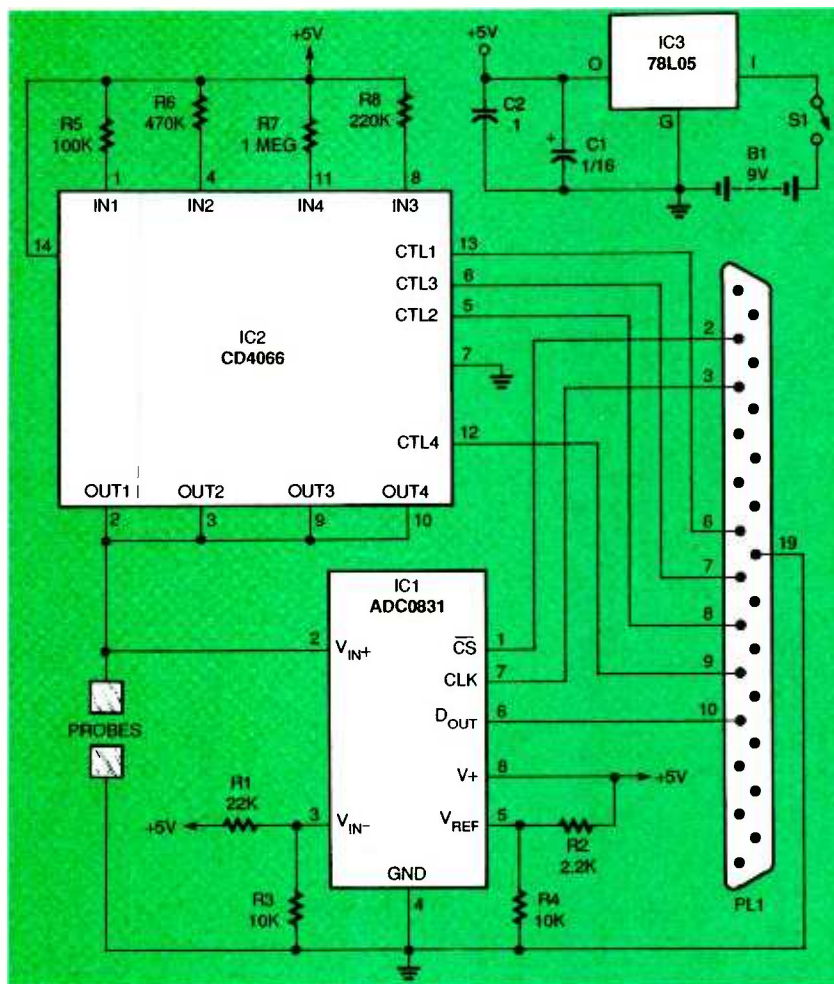 +5V
R5
100K
R6
470K
R7
1 MEG
R8
220K
1
4
11
8
IN1
IN2
IN4
IN3
14
CTL1
13
CTL3
6
CTL2
5
IC2
CD4066
7
CTL4
12
OUT1
OUT2
OUT3
OUT4
2
3
9
10
+5V
IC3
78L05
O
I
G
C2
.1
+
C1
1/16
S1
B1
9V
2
3
6
19
7
8
9
10
PL1
IC1
ADC0831
2
VIN+
CS
1
CLK
7
DOUT
6
V+
8
+5V
PROBES
R1
22K
+5V
3
VIN-
VREF
5
R2
2.2K
GND
4
R3
10K
R4
10K